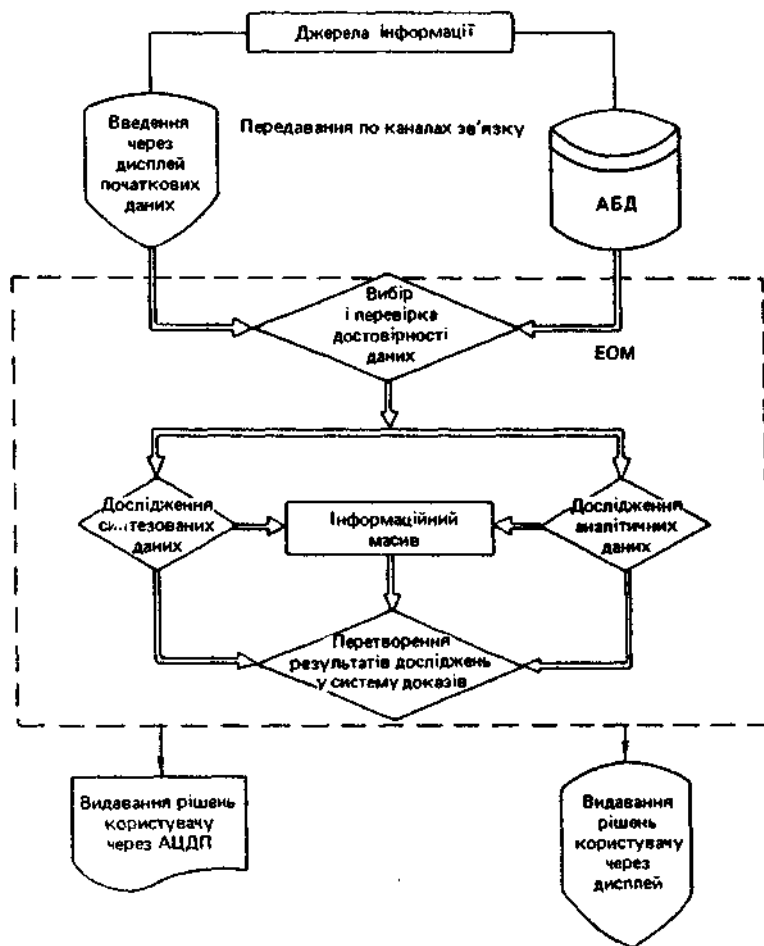 Джерела інформації
Введення
через
дисплей
початкових
даних
Передавання по каналах зв'язку
АБД
Вибір
і перевірка
достовірності
даних
ЕОМ
Дослідження
синтезованих
даних
Інформаційний
масив
Дослідження
аналітичних
даних
Перетворення
результатів досліджень
у систему доказів
Видавання рішень
користувачу
через АЦДП
Видавання
рішень
користувачу
через
дисплей